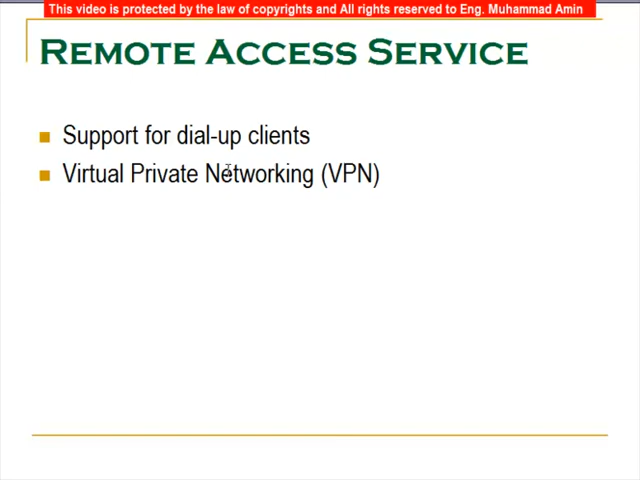 This video is protected by the law of copyrights and All rights reserved to Eng. Muhammad Amin
Remote Access Service
Support for dial-up clients
Virtual Private Networking (VPN)